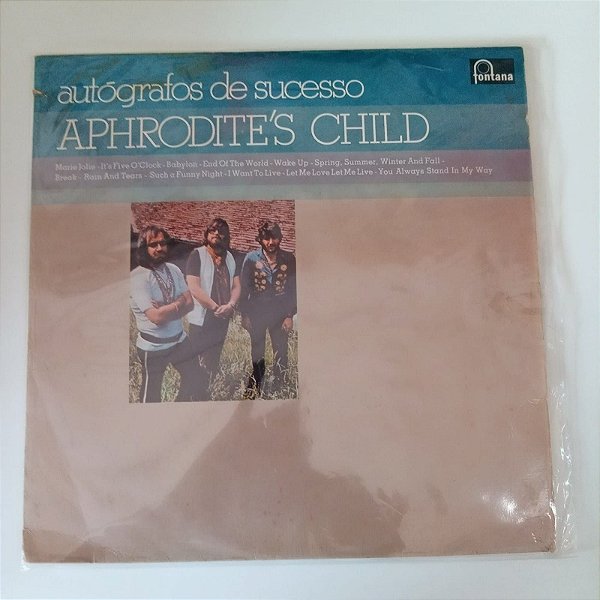 fontana
autógrafos de sucesso
APHRODITE'S CHILD
Marie Jolie - It's Five O'Clock - Babylon - End Of The World - Wake Up - Spring, Summer, Winter And Fall -
Break - Rain And Tears - Such a Funny Night - I Want To Live - Let Me Love Let Me Live - You Always Stand In My Way